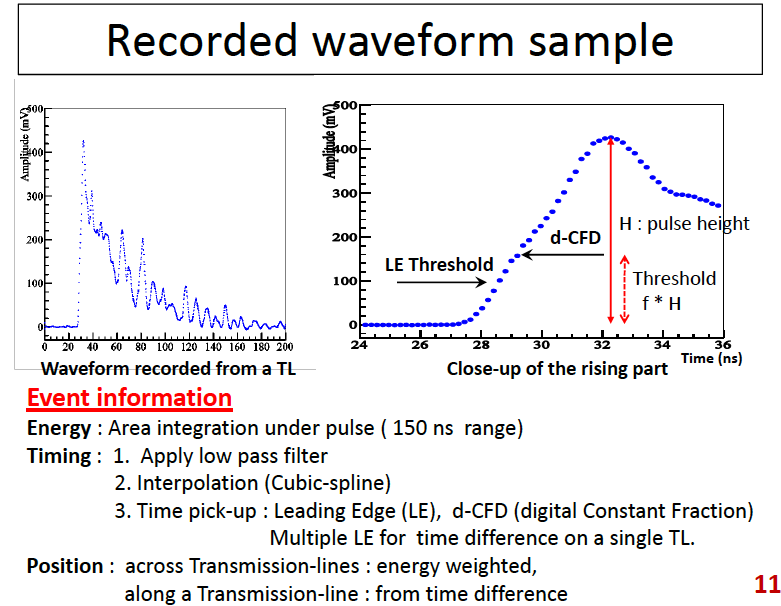 Recorded waveform sample
Amplitude (mV)
500
400
300
200
100
0
0 20 40 60 80 100 120 140 160 180 200
Waveform recorded from a TL
Amplitude (mV)
500
400
300
200
100
0
24 26 28 30 32 34 36
Time (ns)
LE Threshold
d-CFD
H : pulse height
Threshold
f * H
Close-up of the rising part
Event information
Energy : Area integration under pulse ( 150 ns range)
Timing : 1. Apply low pass filter
2. Interpolation (Cubic-spline)
3. Time pick-up : Leading Edge (LE), d-CFD (digital Constant Fraction)
Multiple LE for time difference on a single TL.
Position : across Transmission-lines : energy weighted,
along a Transmission-line : from time difference
11